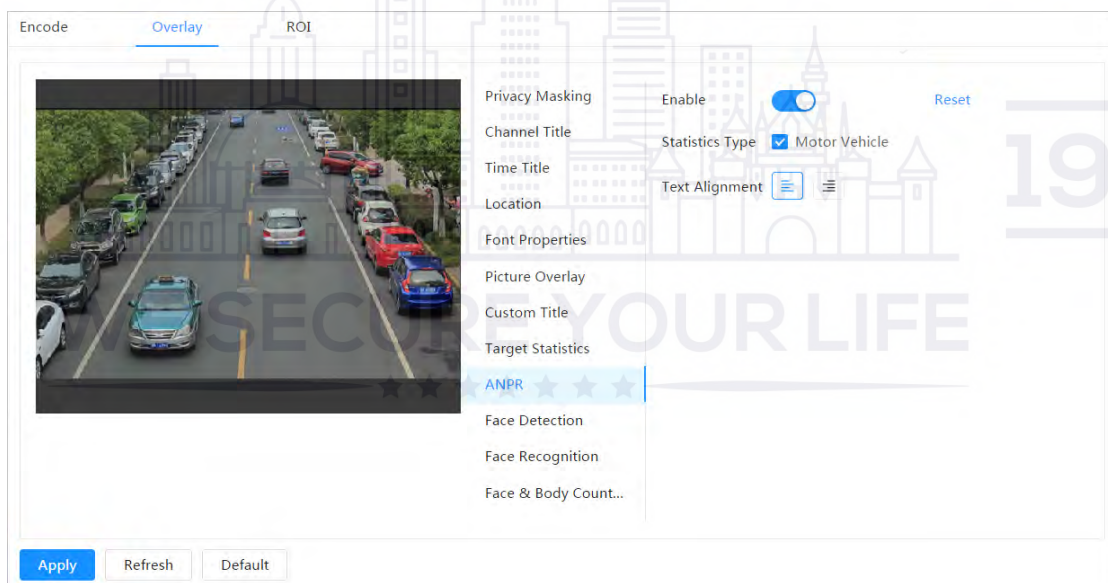 Encode Overlay ROI
Privacy Masking
Channel Title
Time Title
Location
Font Properties
Picture Overlay
Custom Title
Target Statistics
ANPR
Face Detection
Face Recognition
Face & Body Count...
Enable Reset
Statistics Type Motor Vehicle
Text Alignment
19
SECURE YOUR LIFE
Apply Refresh Default